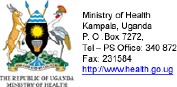 Ministry of Health
Kampala, Uganda
P. O .Box 7272,
Tel – PS Office: 340 872
Fax: 231584
http://www.health.go.ug
THE REPUBLIC OF UGANDA
MINISTRY OF HEALTH